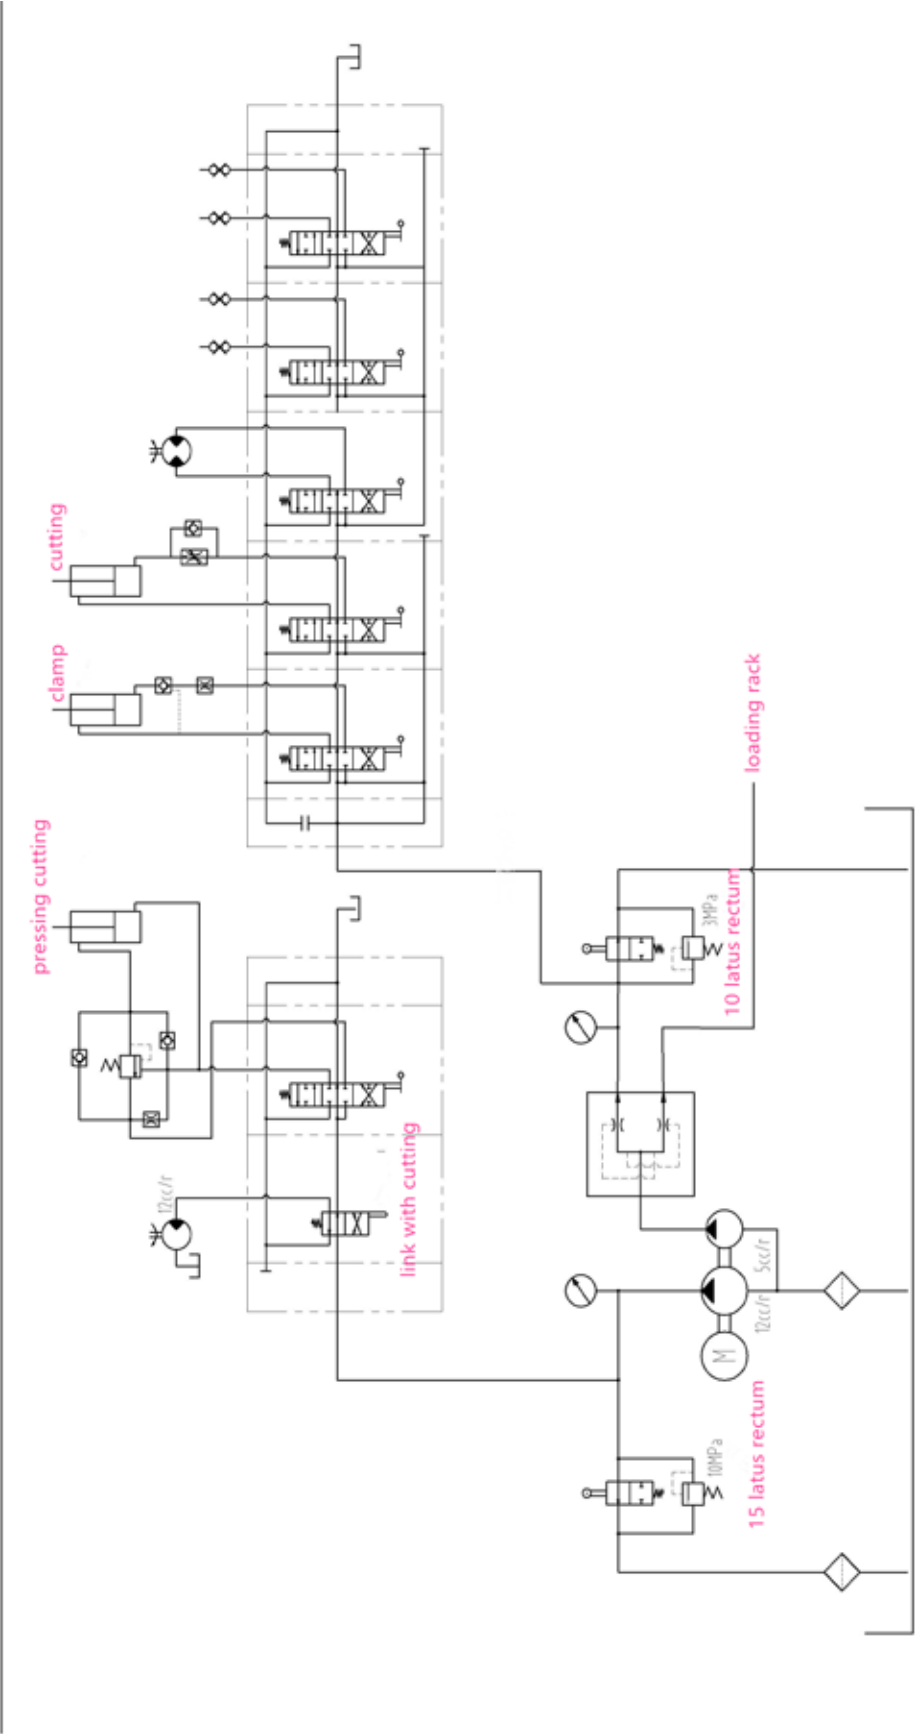 cutting
clamp
pressing cutting
12cc/r
link with cutting
loading rack
3MPa
10 latus rectum
5cc/r
12cc/r
M
10MPa
15 latus rectum